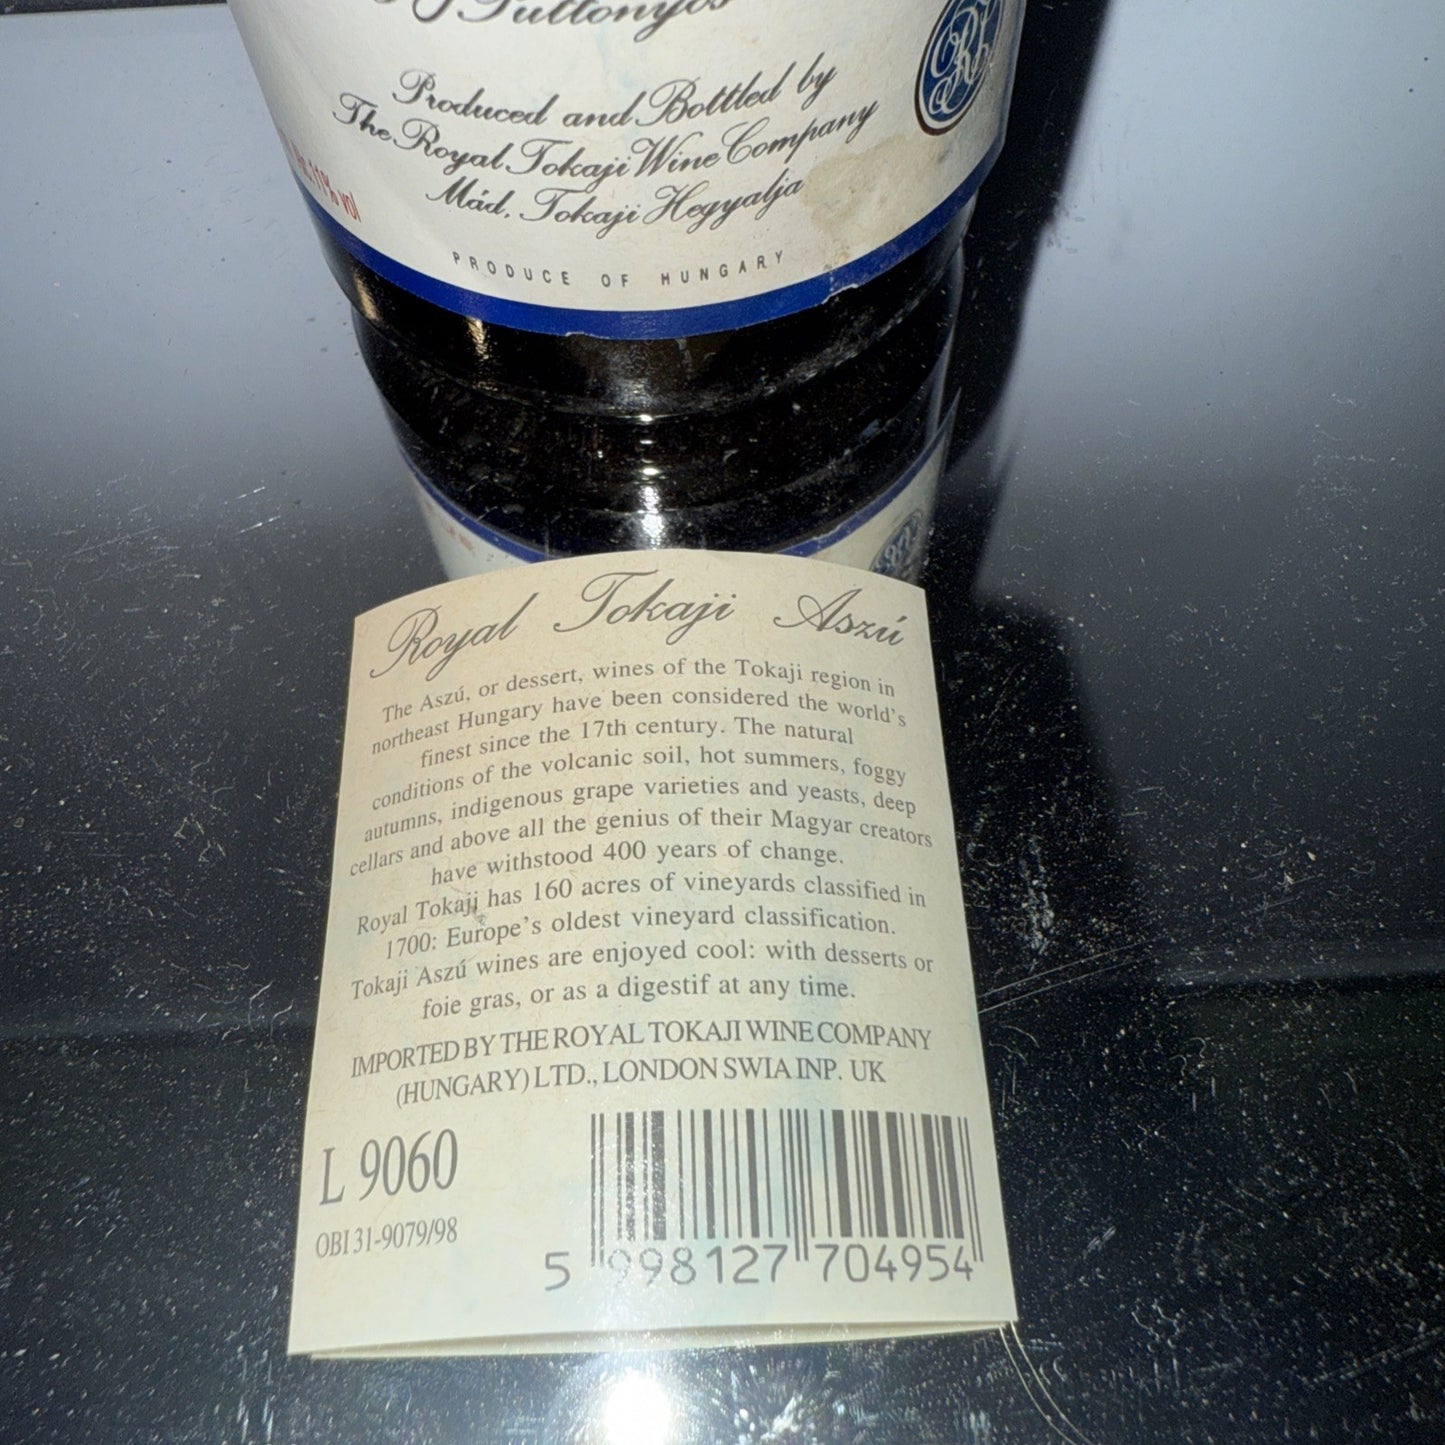 Puttonyos
Produced and Bottled by
The Royal Tokaji Wine Company
Mád, Tokaji Hegyalja
11% vol
PRODUCE OF HUNGARY
Royal Tokaji Aszú
The Aszú, or dessert, wines of the Tokaji region in
northeast Hungary have been considered the world's
finest since the 17th century. The natural
conditions of the volcanic soil, hot summers, foggy
autumns, indigenous grape varieties and yeasts, deep
cellars and above all the genius of their Magyar creators
have withstood 400 years of change.
Royal Tokaji has 160 acres of vineyards classified in
1700: Europe's oldest vineyard classification.
Tokaji Aszú wines are enjoyed cool: with desserts or
foie gras, or as a digestif at any time.
IMPORTED BY THE ROYAL TOKAJI WINE COMPANY
(HUNGARY) LTD., LONDON SWIA INP. UK
L 9060
OBI 31-9079/98
5 998127 704954